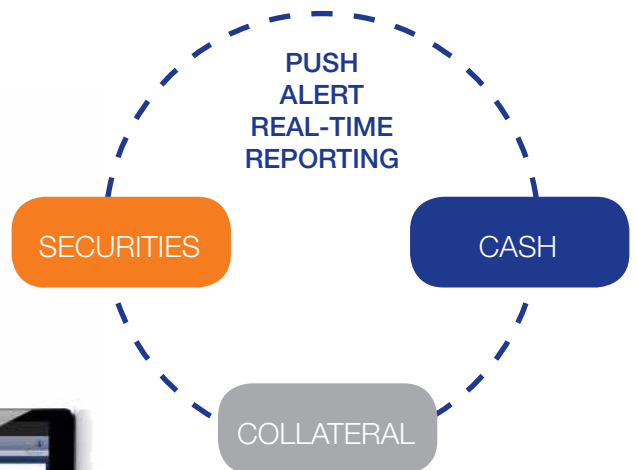 PUSH
ALERT
REAL-TIME
REPORTING
SECURITIES
CASH
COLLATERAL